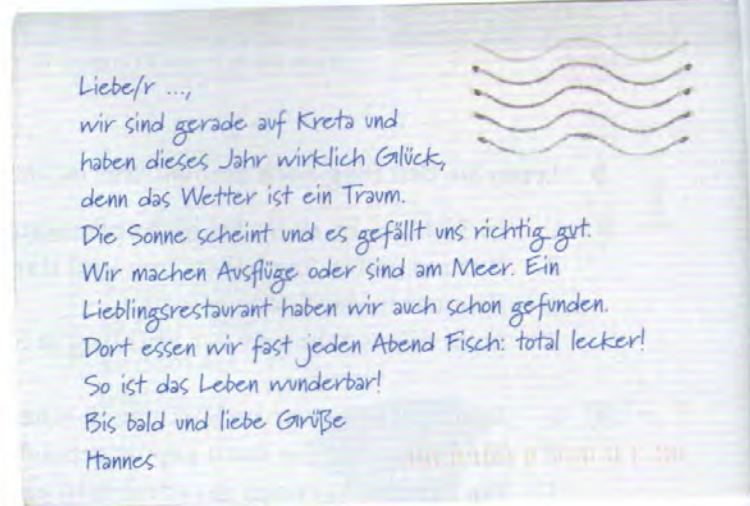 Liebe/r ...,
wir sind gerade auf Kreta und
haben dieses Jahr wirklich Glück,
denn das Wetter ist ein Traum.
Die Sonne scheint und es gefällt uns richtig gut.
Wir machen Ausflüge oder sind am Meer. Ein
Lieblingsrestaurant haben wir auch schon gefunden.
Dort essen wir fast jeden Abend Fisch: total lecker!
So ist das Leben wunderbar!
Bis bald und liebe Grüße
Hannes